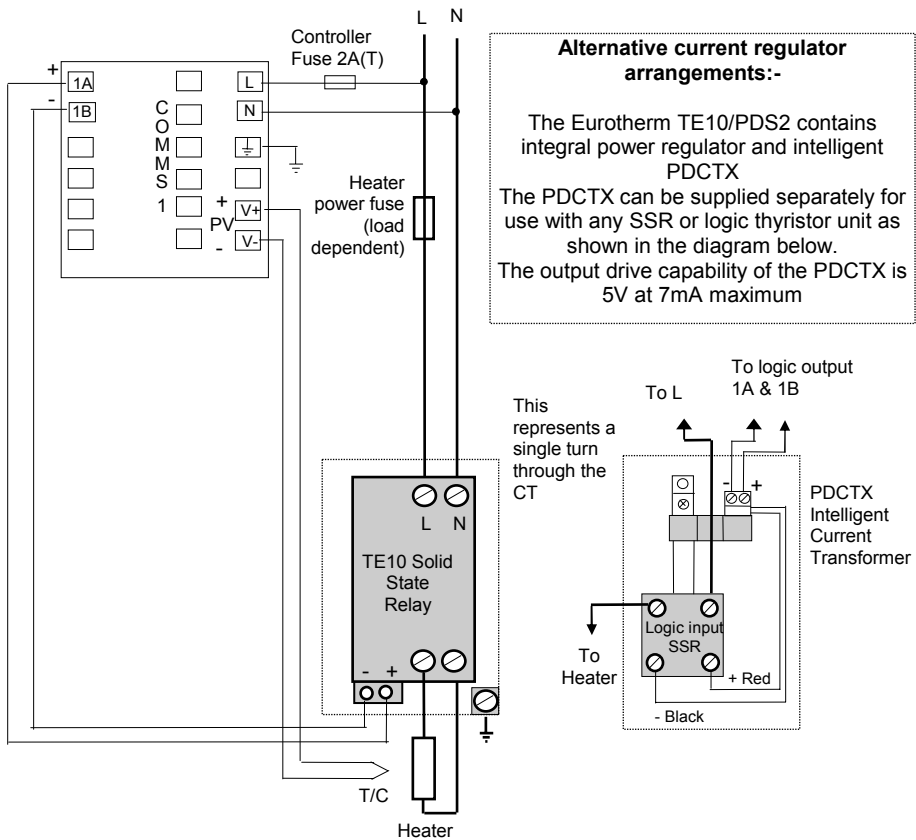 L N
Controller
Fuse 2A(T)
+ 1A
- 1B
COMMS 1
L
N
+ V+
PV
- V-
Heater
power fuse
(load
dependent)
Alternative current regulator
arrangements:-
The Eurotherm TE10/PDS2 contains
integral power regulator and intelligent
PDCTX
The PDCTX can be supplied separately for
use with any SSR or logic thyristor unit as
shown in the diagram below.
The output drive capability of the PDCTX is
5V at 7mA maximum
This
represents a
single turn
through the
CT
L N
TE10 Solid
State
Relay
- +
T/C
Heater
To L
To logic output
1A & 1B
- +
PDCTX
Intelligent
Current
Transformer
Logic input
SSR
To
Heater
+ Red
- Black